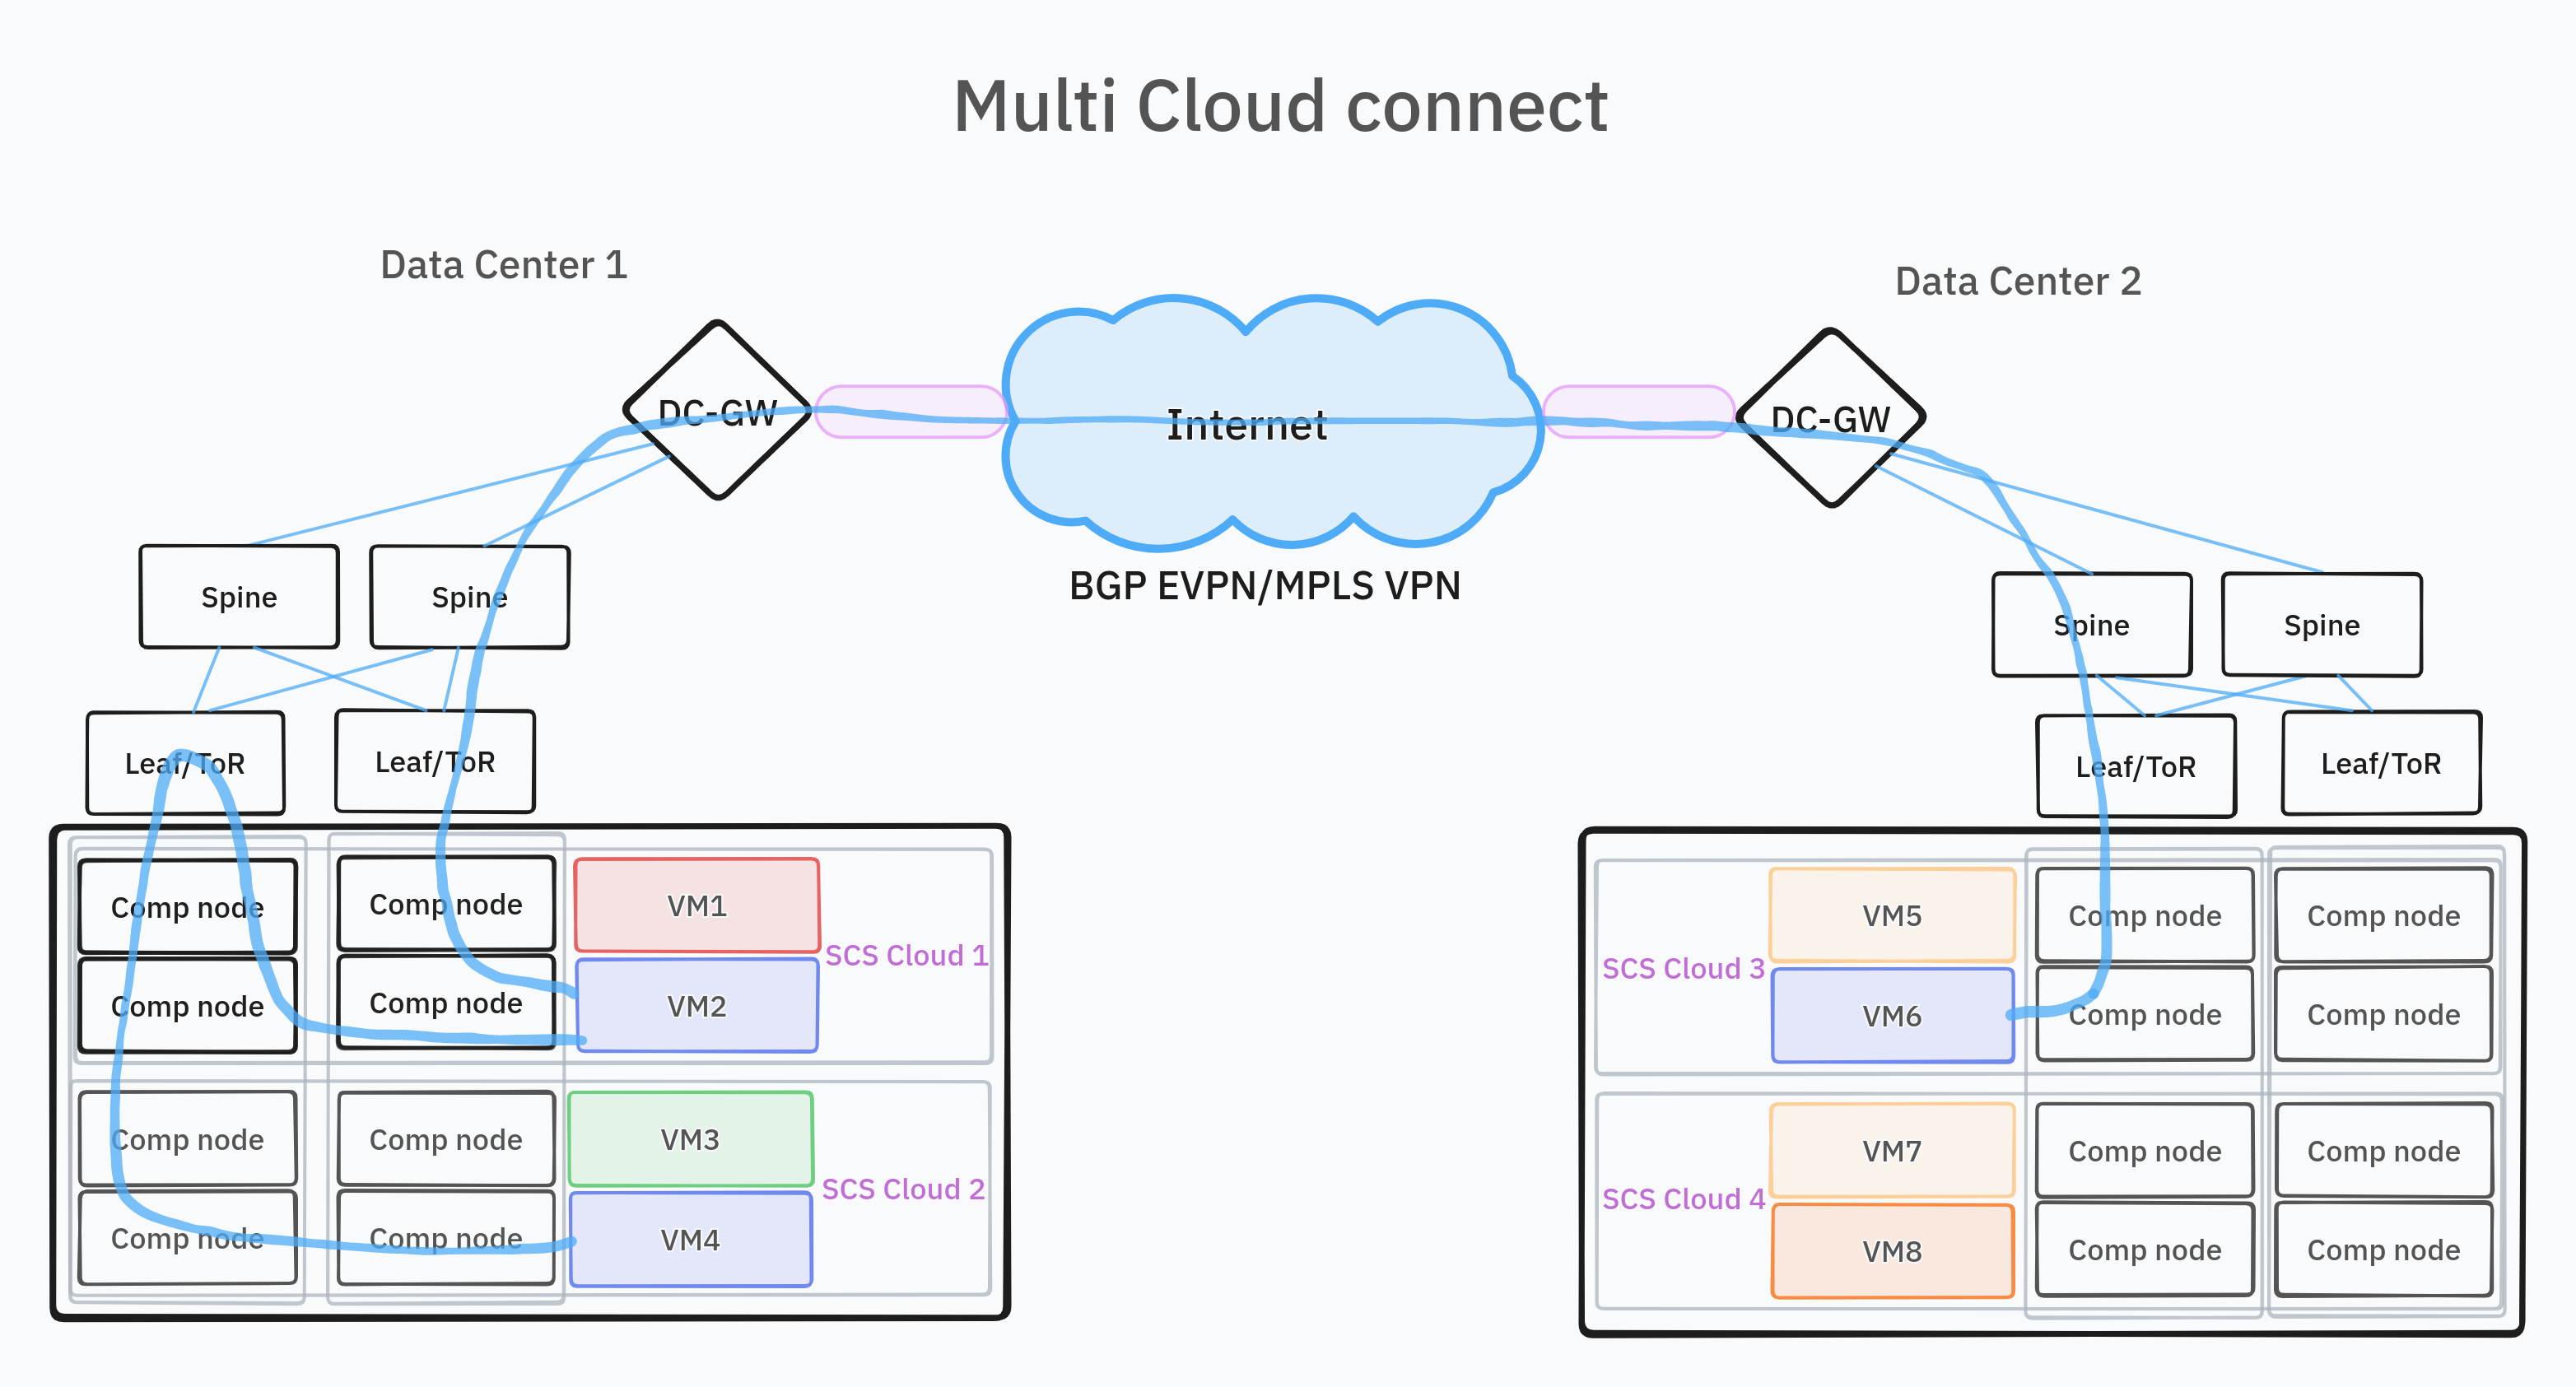 Multi Cloud connect
Data Center 1
Data Center 2
DC-GW
Internet
DC-GW
BGP EVPN/MPLS VPN
Spine
Spine
Spine
Spine
Leaf/ToR
Leaf/ToR
Leaf/ToR
Leaf/ToR
Comp node
Comp node
VM1
SCS Cloud 1
Comp node
Comp node
VM2
Comp node
Comp node
VM3
SCS Cloud 2
Comp node
Comp node
VM4
VM5
Comp node
Comp node
SCS Cloud 3
VM6
Comp node
Comp node
VM7
Comp node
Comp node
SCS Cloud 4
VM8
Comp node
Comp node